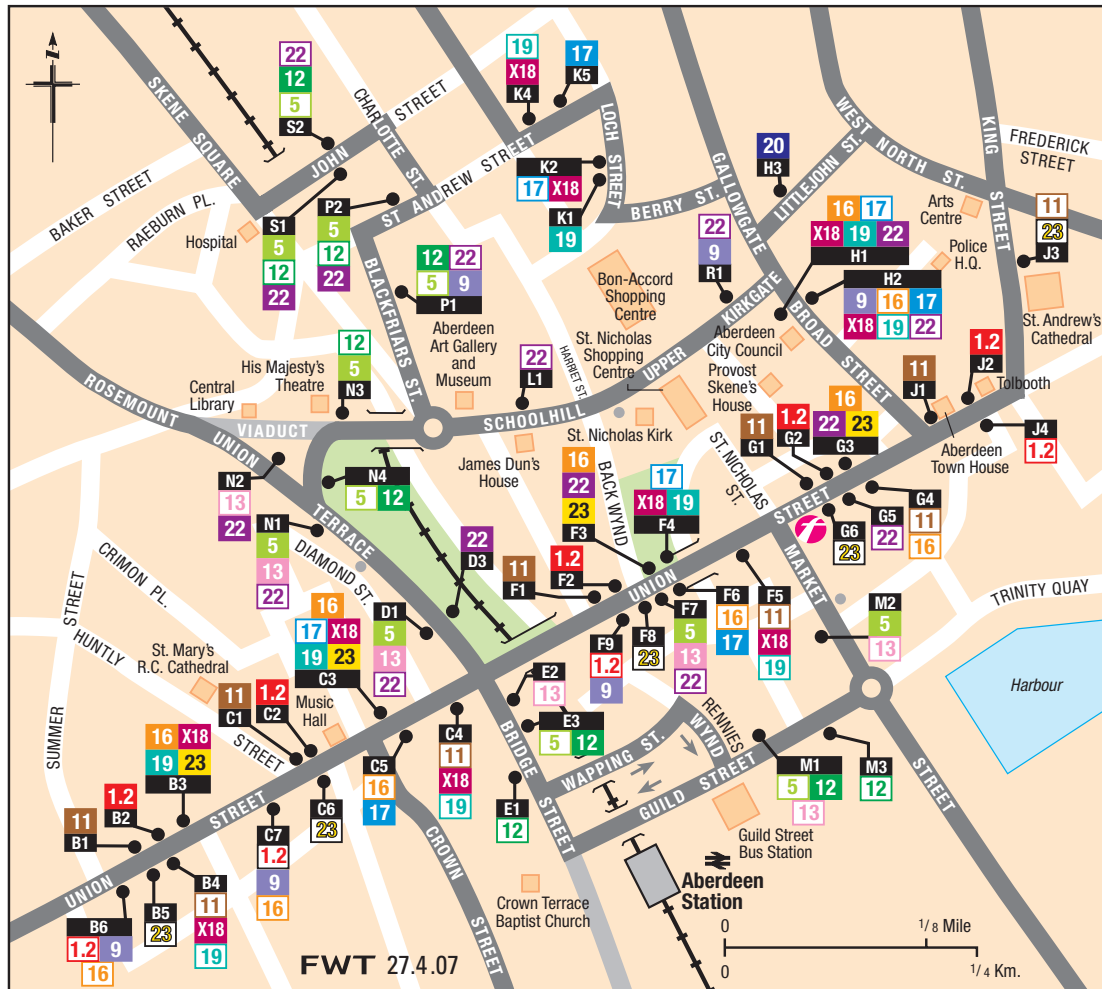 N
SKENE SQUARE
22
12
5
S2
CHARLOTTE ST.
JOHN
STREET
19
X18
K4
17
K5
LOCH STREET
GALLOWGATE
WEST NORTH ST.
KING STREET
FREDERICK
STREET
BAKER STREET
RAEBURN PL.
Hospital
S1
5
12
22
P2
5
12
22
ST ANDREW STREET
K2
17 X18
K1
19
BERRY ST.
20
H3
LITTLEJOHN ST.
Arts
Centre
Police
H.Q.
11
23
J3
St. Andrew's
Cathedral
16 17
X18 19 22
H1
H2
9 16 17
X18 19 22
22
9
R1
12 22
5 9
P1
BLACKFRIARS ST.
Aberdeen
Art Gallery
and
Museum
Bon-Accord
Shopping
Centre
St. Nicholas
Shopping
Centre
HARRIET ST.
UPPER KIRKGATE
Aberdeen
City Council
Provost
Skene's
House
BROAD STREET
1.2
J2
11
J1
Tolbooth
J4
1.2
Aberdeen
Town House
ROSEMOUNT
VIADUCT
Central
Library
His Majesty's
Theatre
12
5
N3
22
L1
SCHOOLHILL
James Dun's
House
St. Nicholas Kirk
BACK WYND
ST. NICHOLAS
ST.
11
G1
1.2
G2
16
22 23
G3
G4
11
16
G5
22
G6
23
UNION
TERRACE
N2
13
22
N4
5 12
N1
5
13
22
DIAMOND ST.
22
D3
16
22
23
F3
17
X18 19
F4
11
F1
1.2
F2
UNION
STREET
MARKET
STREET
TRINITY QUAY
Harbour
SUMMER
STREET
CRIMON PL.
HUNTLY
STREET
St. Mary's
R.C. Cathedral
Music
Hall
D1
5
13
22
16
17 X18
19 23
C3
11
C1
1.2
C2
F9
1.2
9
F8
23
F7
5
13
22
F6
16
17
F5
11
X18
19
M2
5
13
E2
13
E3
5 12
BRIDGE
STREET
WAPPING ST.
RENNIES
WYND
GUILD STREET
M1
5 12
13
M3
12
Guild Street
Bus Station
16 X18
19 23
B3
1.2
B2
11
B1
UNION
STREET
C4
11
X18
19
C5
16
17
C6
23
C7
1.2
9
16
E1
12
CROWN
STREET
B4
11
X18
19
B5
23
B6
1.2 9
16
Crown Terrace
Baptist Church
Aberdeen
Station
0
1/8 Mile
0
1/4 Km.
FWT 27.4.07